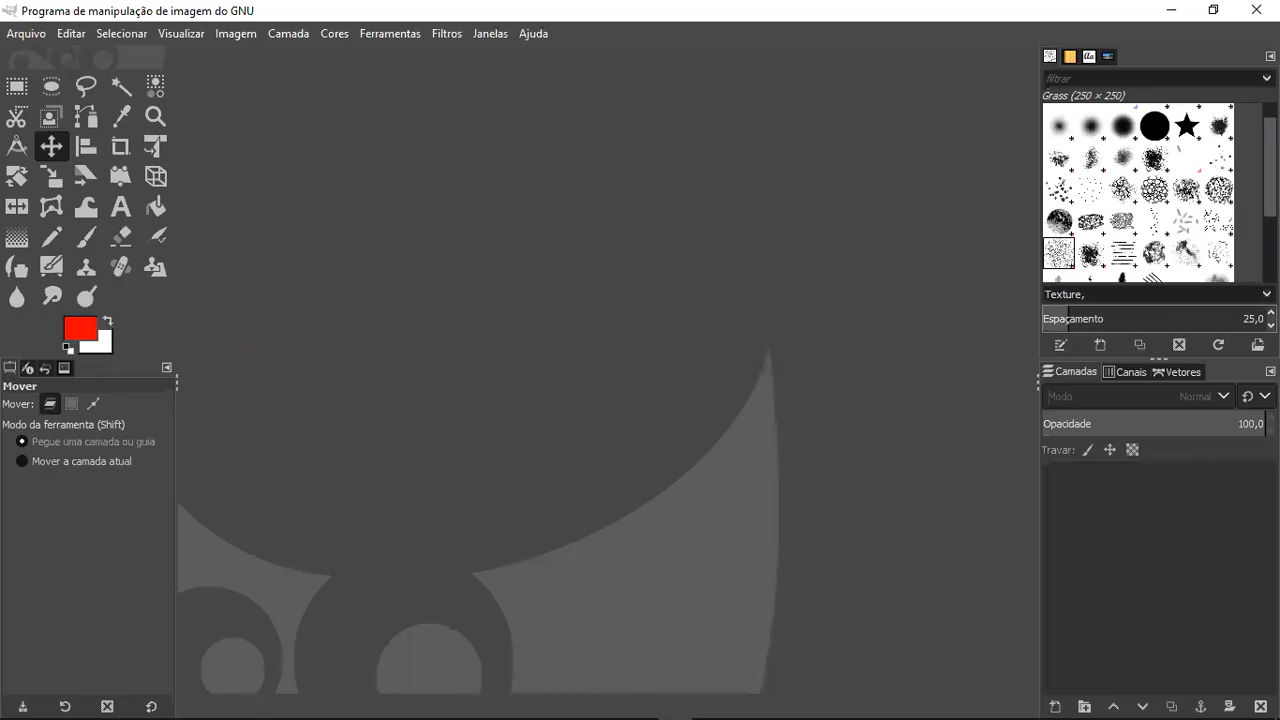 Programa de manipulação de imagem do GNU
Arquivo Editar Selecionar Visualizar Imagem Camada Cores Ferramentas Filtros Janelas Ajuda
Aa
filtrar
Grass (250 × 250)
Texture,
Espaçamento 25,0
Mover
Mover:
Modo da ferramenta (Shift)
Pegue uma camada ou guia
Mover a camada atual
Camadas Canais Vetores
Modo Normal
Opacidade 100,0
Travar: